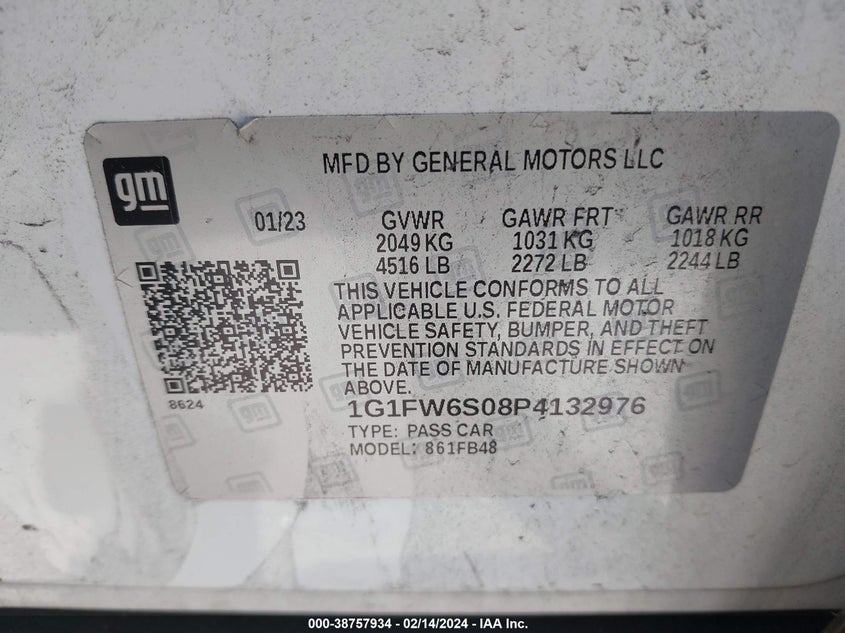 MFD BY GENERAL MOTORS LLC
gm
01/23 GVWR GAWR FRT GAWR RR
2049 KG 1031 KG 1018 KG
4516 LB 2272 LB 2244 LB
THIS VEHICLE CONFORMS TO ALL
APPLICABLE U.S. FEDERAL MOTOR
VEHICLE SAFETY, BUMPER, AND THEFT
PREVENTION STANDARDS IN EFFECT ON
THE DATE OF MANUFACTURE SHOWN
ABOVE.
8624
1G1FW6S08P4132976
TYPE: PASS CAR
MODEL: 861FB48
000-38757934 - 02/14/2024 - IAA Inc.